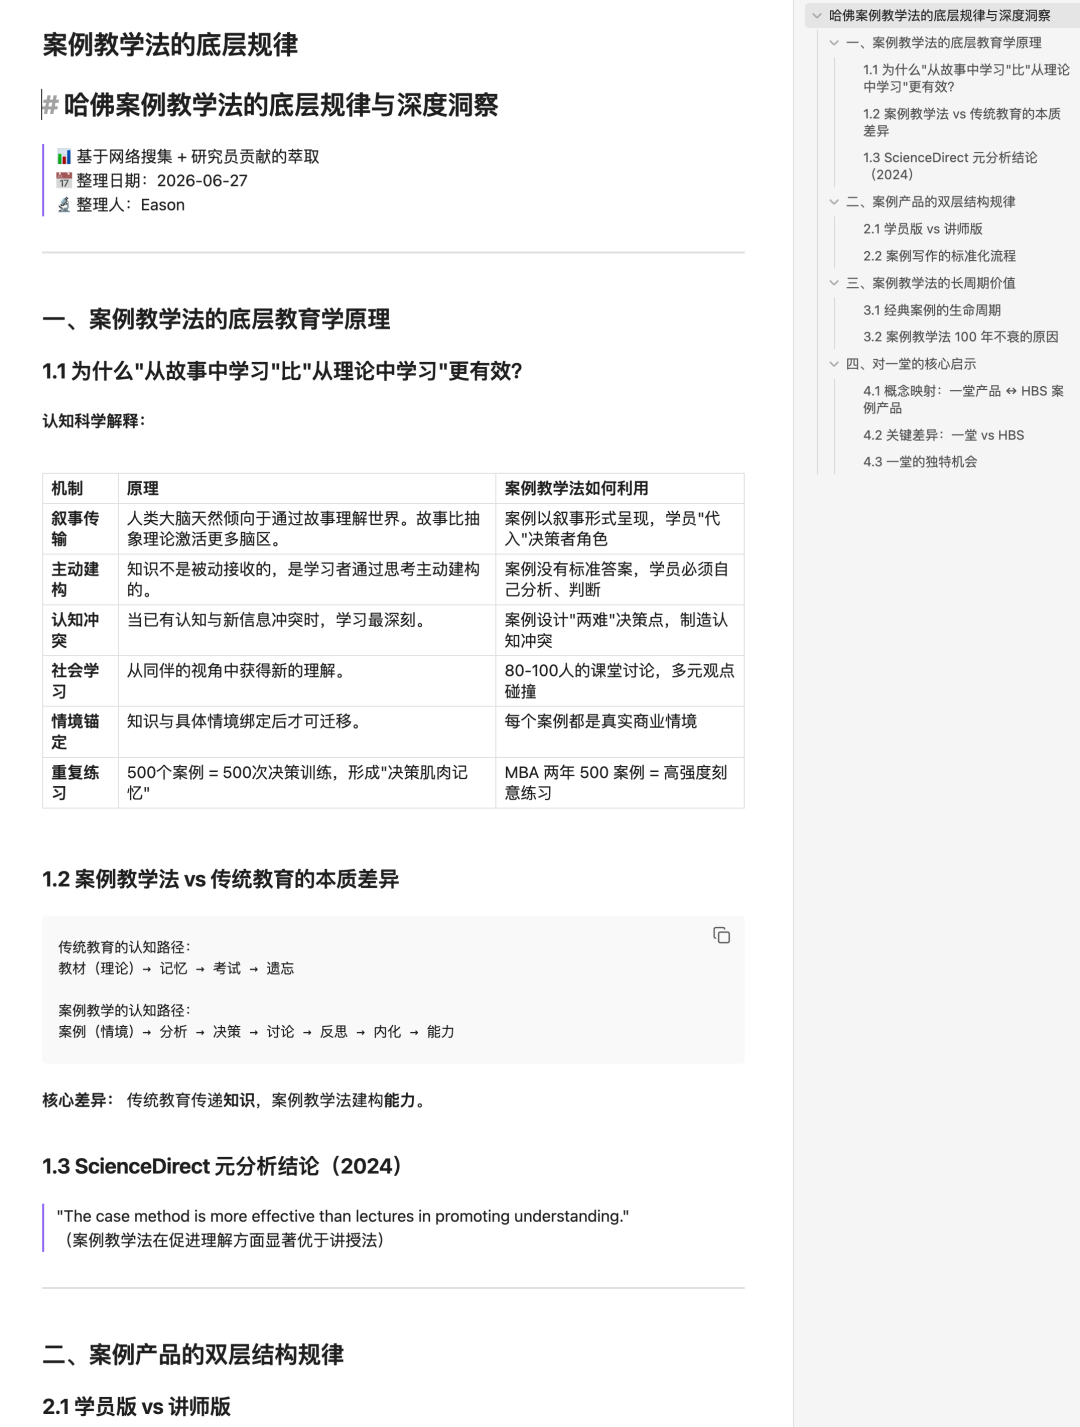 案例教学法的底层规律
# 哈佛案例教学法的底层规律与深度洞察
📊 基于网络搜集 + 研究员贡献的萃取
📅 整理日期：2026-06-27
🔬 整理人：Eason
一、案例教学法的底层教育学原理
1.1 为什么"从故事中学习"比"从理论中学习"更有效？
认知科学解释：
机制 原理 案例教学法如何利用
叙事传输 人类大脑天然倾向于通过故事理解世界。故事比抽象理论激活更多脑区。 案例以叙事形式呈现，学员"代入"决策者角色
主动建构 知识不是被动接收的，是学习者通过思考主动建构的。 案例没有标准答案，学员必须自己分析、判断
认知冲突 当已有认知与新信息冲突时，学习最深刻。 案例设计"两难"决策点，制造认知冲突
社会学习 从同伴的视角中获得新的理解。 80-100人的课堂讨论，多元观点碰撞
情境锚定 知识与具体情境绑定后才可迁移。 每个案例都是真实商业情境
重复练习 500个案例 = 500次决策训练，形成"决策肌肉记忆" MBA 两年 500 案例 = 高强度刻意练习
1.2 案例教学法 vs 传统教育的本质差异
传统教育的认知路径：
教材（理论）→ 记忆 → 考试 → 遗忘
案例教学的认知路径：
案例（情境）→ 分析 → 决策 → 讨论 → 反思 → 内化 → 能力
核心差异： 传统教育传递知识，案例教学法建构能力。
1.3 ScienceDirect 元分析结论（2024）
"The case method is more effective than lectures in promoting understanding."
（案例教学法在促进理解方面显著优于讲授法）
二、案例产品的双层结构规律
2.1 学员版 vs 讲师版
哈佛案例教学法的底层规律与深度洞察
一、案例教学法的底层教育学原理
1.1 为什么"从故事中学习"比"从理论
中学习"更有效?
1.2 案例教学法 vs 传统教育的本质
差异
1.3 ScienceDirect 元分析结论
（2024）
二、案例产品的双层结构规律
2.1 学员版 vs 讲师版
2.2 案例写作的标准化流程
三、案例教学法的长周期价值
3.1 经典案例的生命周期
3.2 案例教学法 100 年不衰的原因
四、对一堂的核心启示
4.1 概念映射：一堂产品 ↔ HBS 案
例产品
4.2 关键差异：一堂 vs HBS
4.3 一堂的独特机会